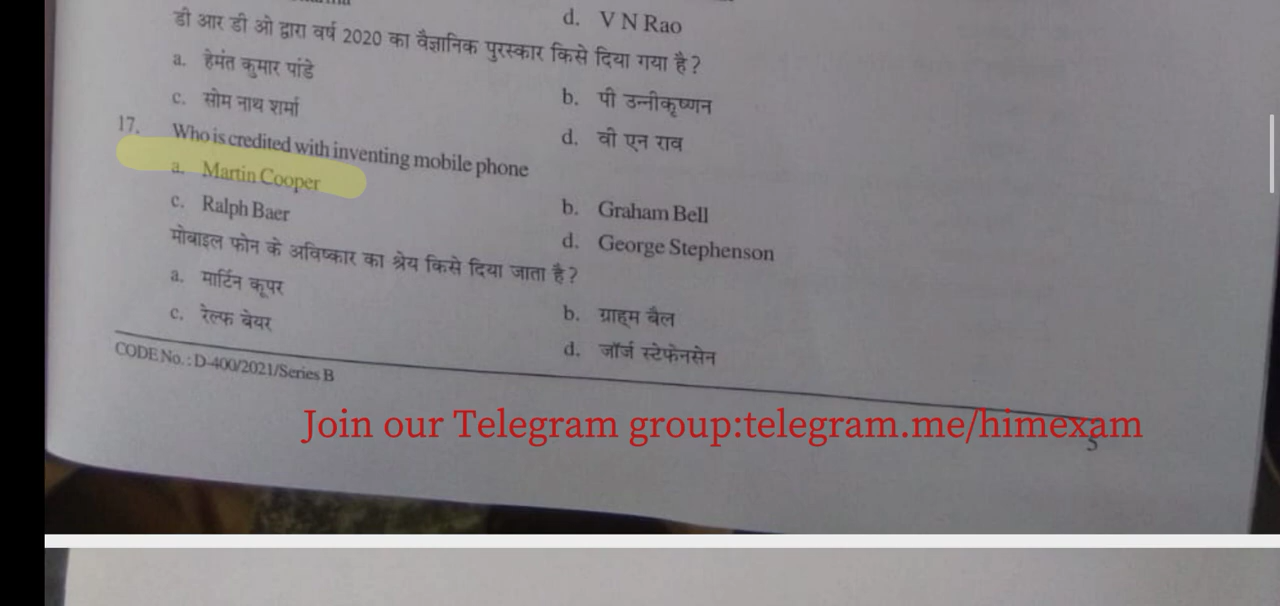 d. V N Rao
डी आर डी ओ द्वारा वर्ष 2020 का वैज्ञानिक पुरस्कार किसे दिया गया है?
a. हेमंत कुमार पांडे
b. पी उन्नीकृष्णन
c. सोम नाथ शर्मा
d. वी एन राव
17. Who is credited with inventing mobile phone
a. Martin Cooper
b. Graham Bell
c. Ralph Baer
d. George Stephenson
मोबाइल फोन के अविष्कार का श्रेय किसे दिया जाता है?
a. मार्टिन कूपर
b. ग्राह्म बैल
c. रेल्फ बेयर
d. जॉर्ज स्टेफेनसेन
CODE No. : D-400/2021/Series B
5
Join our Telegram group:telegram.me/himexam